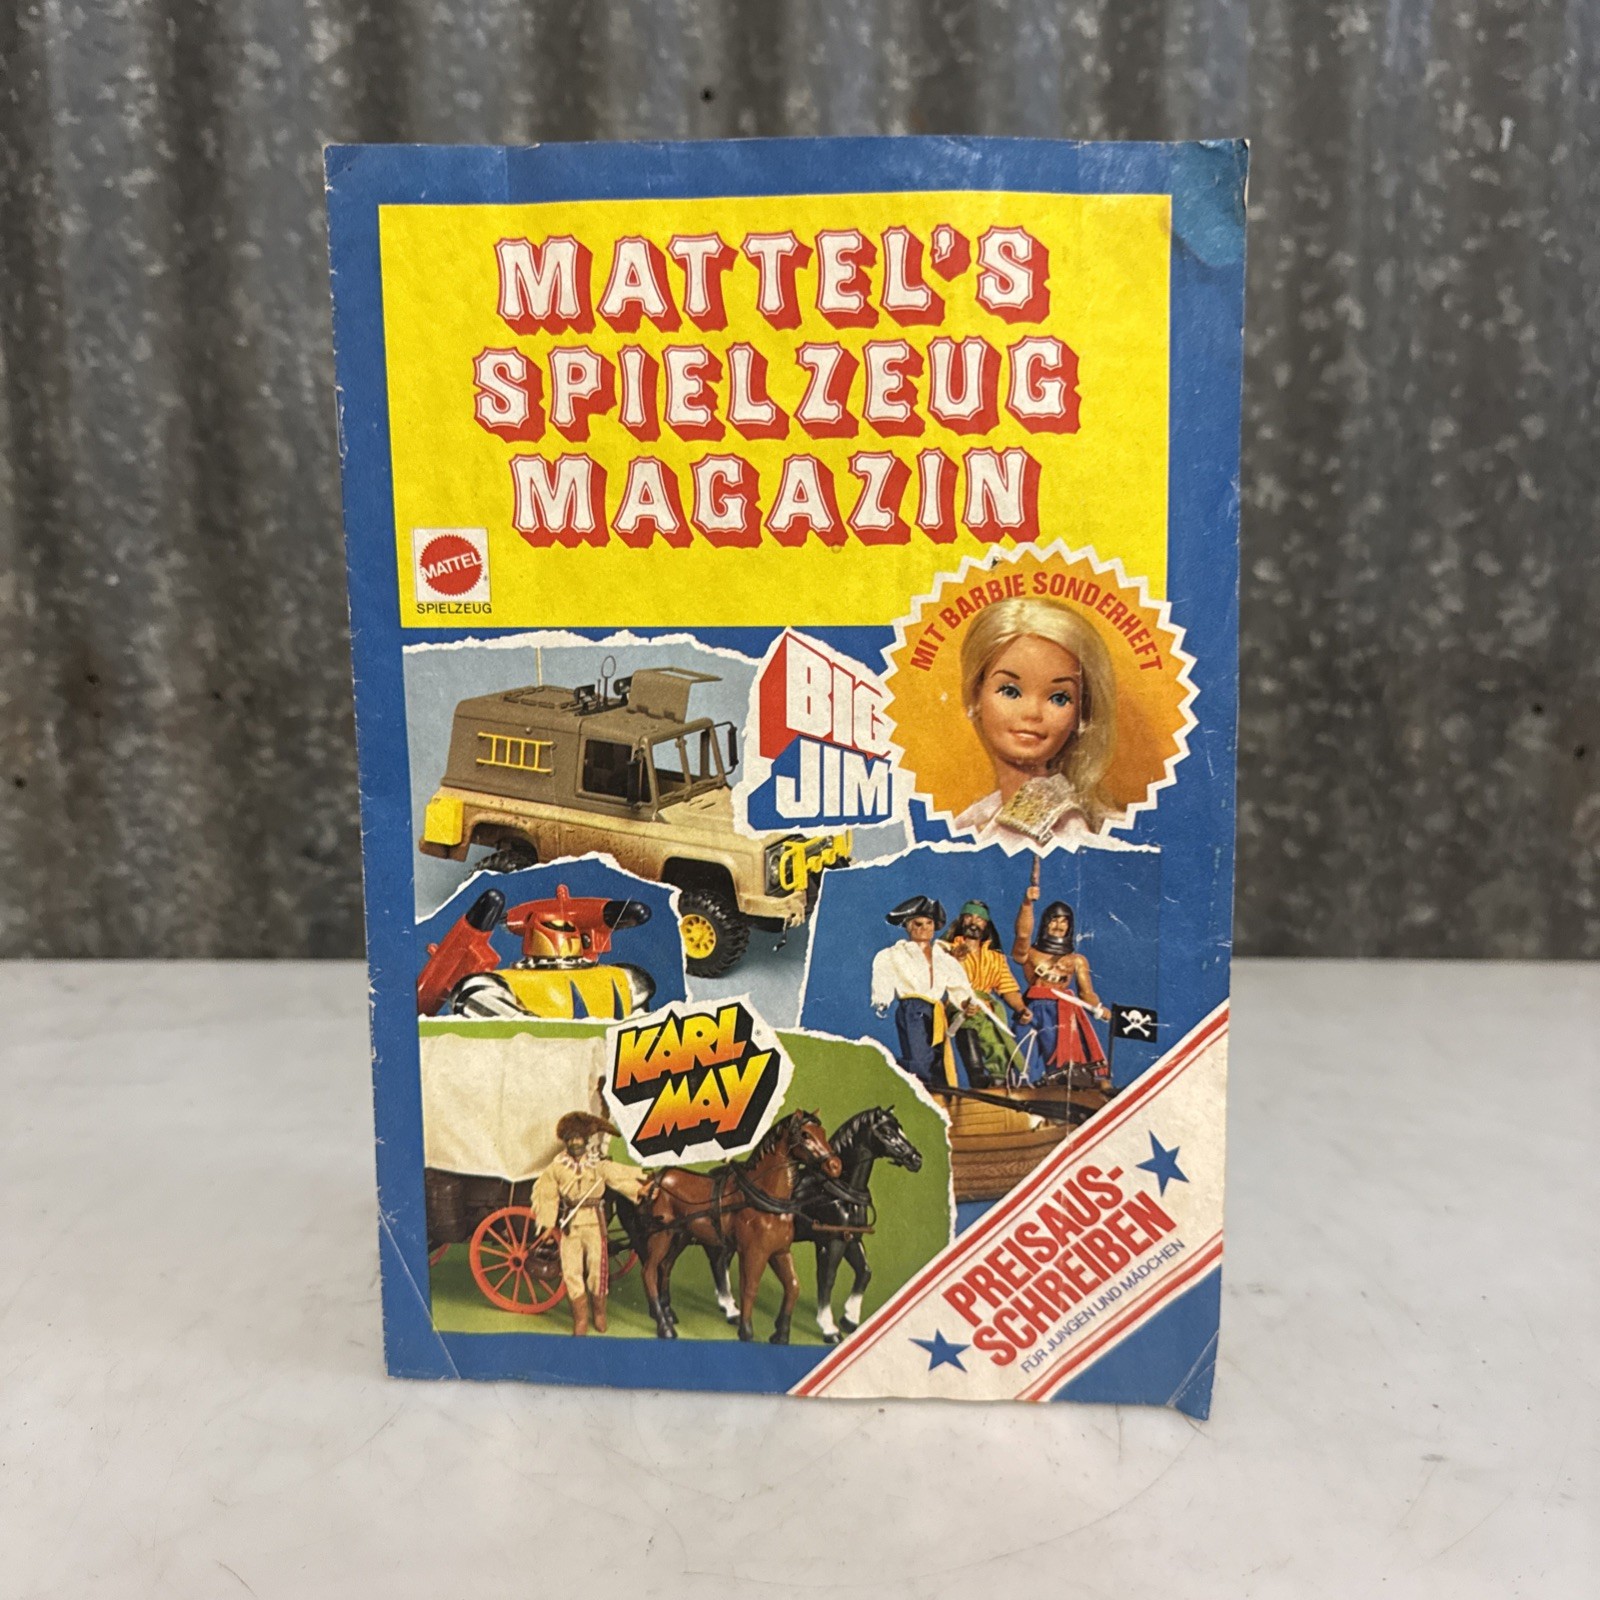 MATTEL'S
SPIELZEUG
MAGAZIN
MATTEL
SPIELZEUG
MIT BARBIE SONDERHEFT
BIG
JIM
KARL
MAY
PREISAUS-
SCHREIBEN
FÜR JUNGEN UND MÄDCHEN